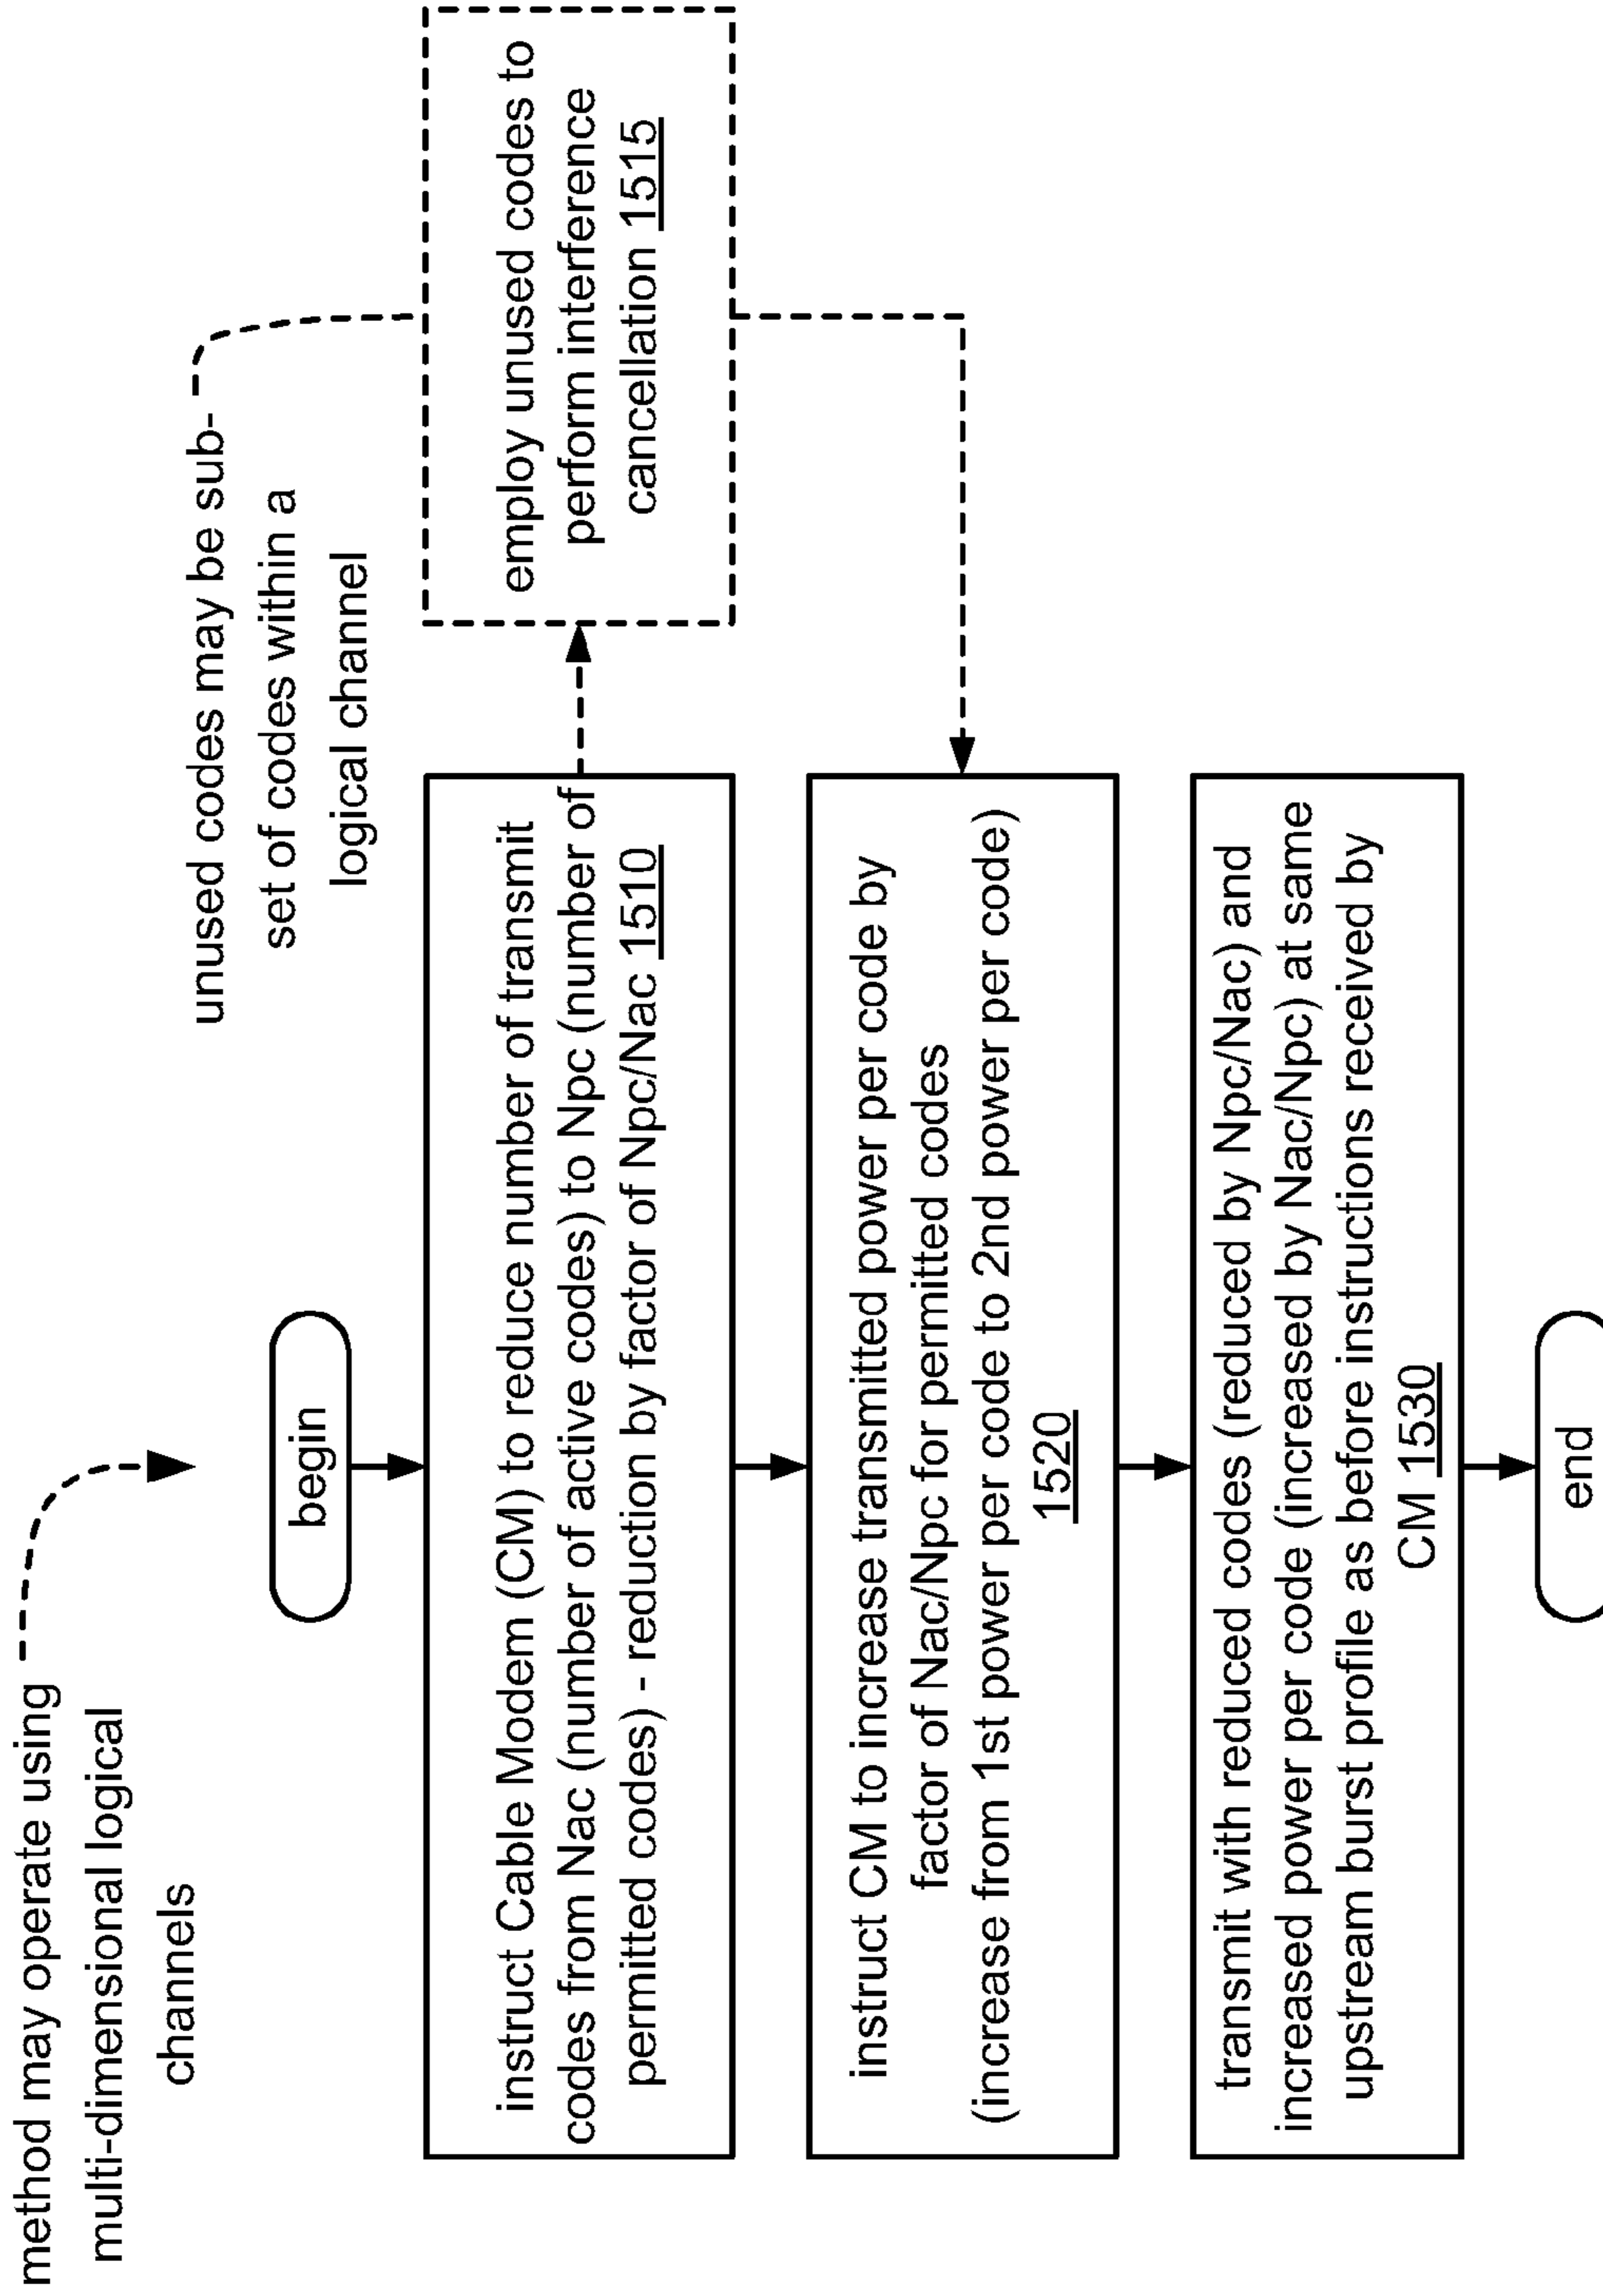 method may operate using
multi-dimensional logical
channels
begin
instruct Cable Modem (CM) to reduce number of transmit
codes from Nac (number of active codes) to Npc (number of
permitted codes) - reduction by factor of Npc/Nac 1510
unused codes may be sub-
set of codes within a
logical channel
employ unused codes to
perform interference
cancellation 1515
instruct CM to increase transmitted power per code by
factor of Nac/Npc for permitted codes
(increase from 1st power per code to 2nd power per code)
1520
transmit with reduced codes (reduced by Npc/Nac) and
increased power per code (increased by Nac/Npc) at same
upstream burst profile as before instructions received by
CM 1530
end